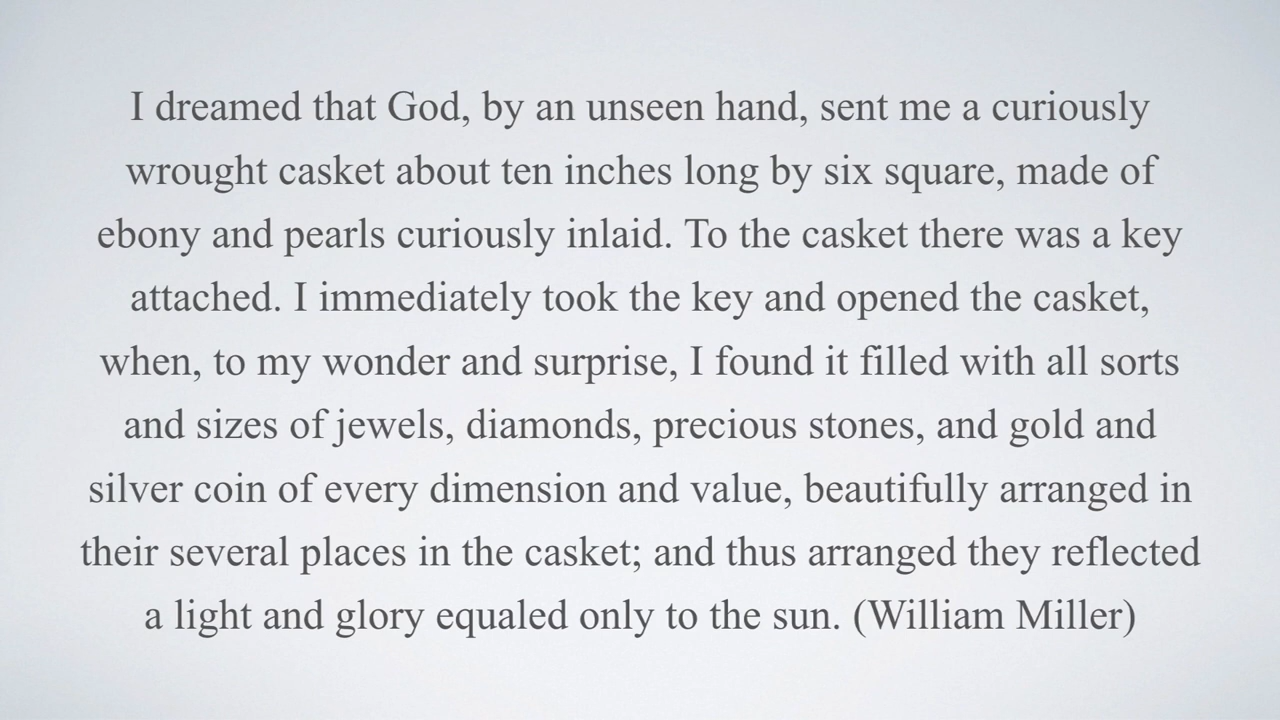 I dreamed that God, by an unseen hand, sent me a curiously
wrought casket about ten inches long by six square, made of
ebony and pearls curiously inlaid. To the casket there was a key
attached. I immediately took the key and opened the casket,
when, to my wonder and surprise, I found it filled with all sorts
and sizes of jewels, diamonds, precious stones, and gold and
silver coin of every dimension and value, beautifully arranged in
their several places in the casket; and thus arranged they reflected
a light and glory equaled only to the sun. (William Miller)